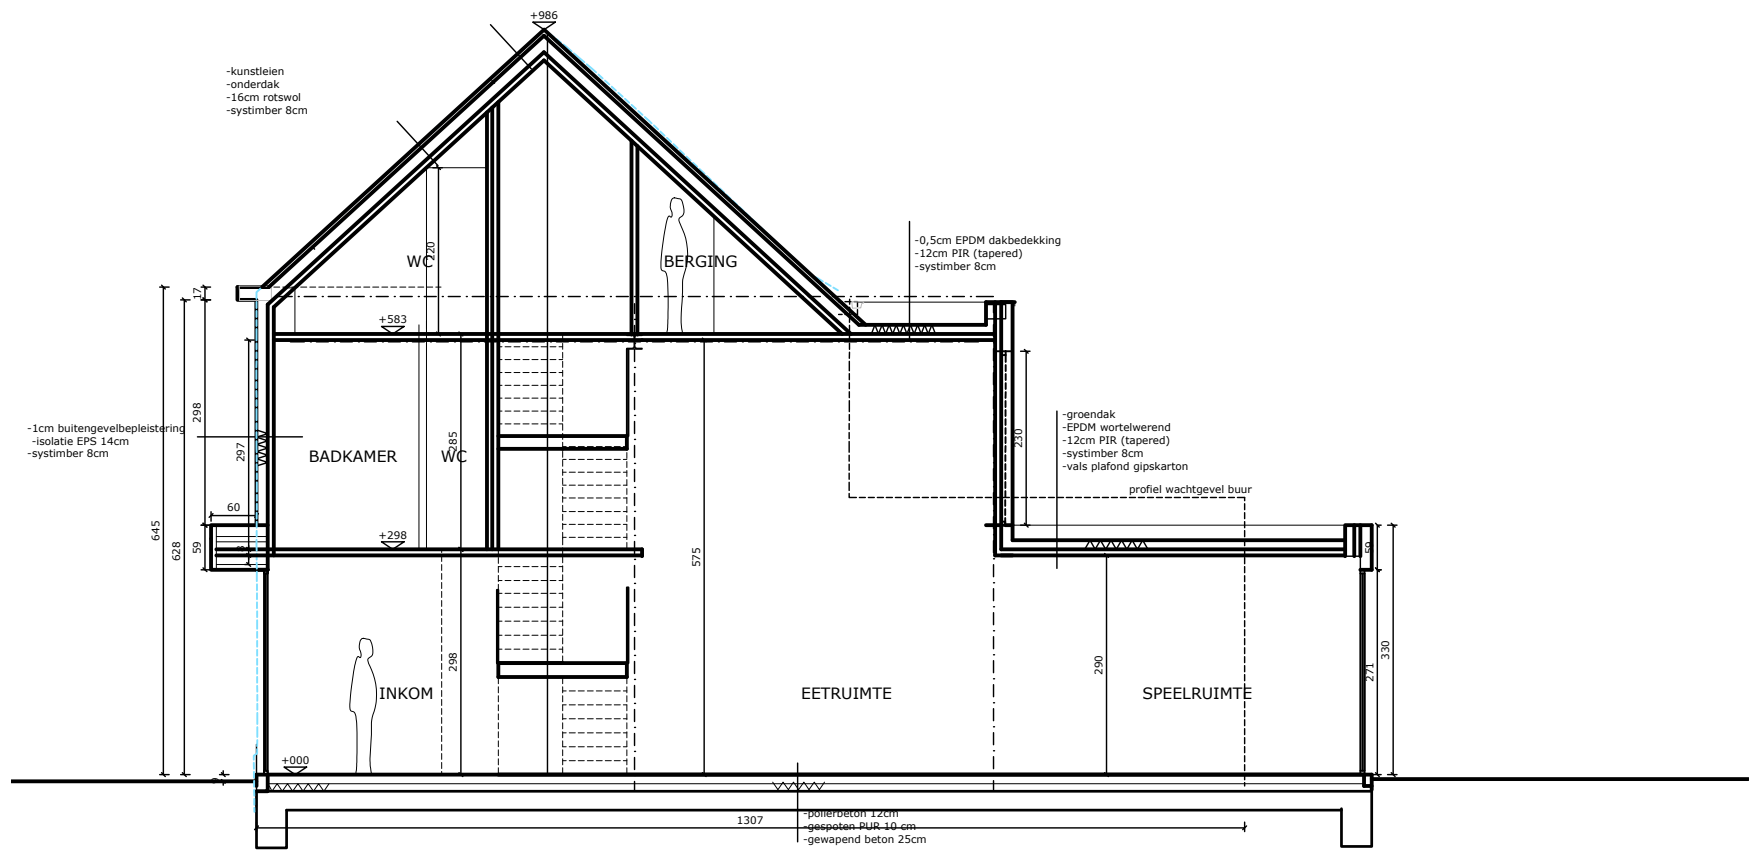 +986
-kunstleien
-onderdak
-16cm rotswol
-systimber 8cm
WC
220
BERGING
-0,5cm EPDM dakbedekking
-12cm PIR (tapered)
-systimber 8cm
17
+583
298
-1cm buitengevelbepleistering
-isolatie EPS 14cm
-systimber 8cm
297
BADKAMER
WC
285
230
-groendak
-EPDM wortelwerend
-12cm PIR (tapered)
-systimber 8cm
-vals plafond gipskarton
profiel wachtgevel buur
60
645
628
59
+298
575
59
298
290
271
330
INKOM
EETRUIMTE
SPEELRUIMTE
+000
1307
-polierbeton 12cm
-gespoten PUR 10 cm
-gewapend beton 25cm